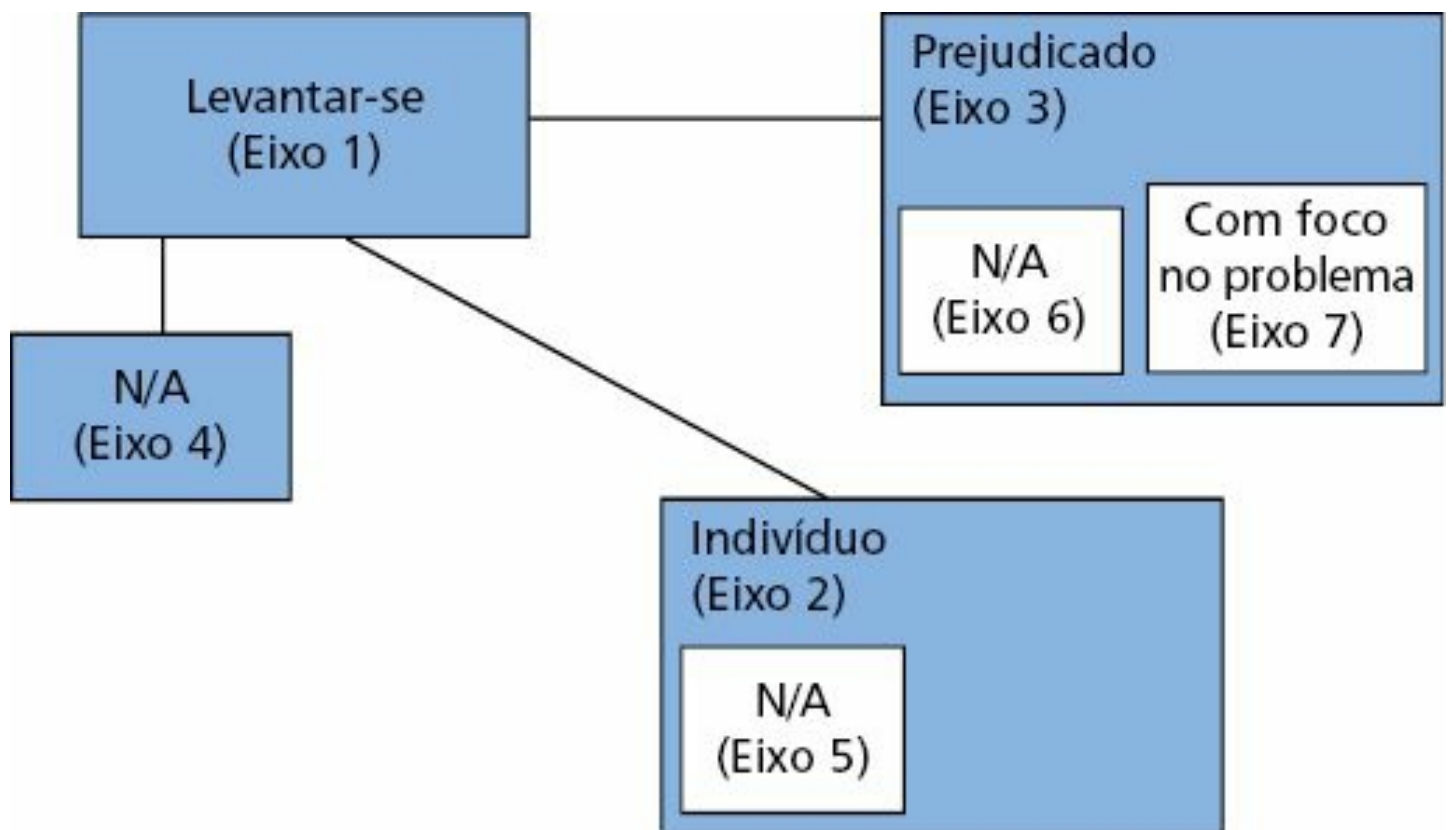 Levantar-se
(Eixo 1)
Prejudicado
(Eixo 3)
N/A
(Eixo 6)
Com foco
no problema
(Eixo 7)
N/A
(Eixo 4)
Indivíduo
(Eixo 2)
N/A
(Eixo 5)